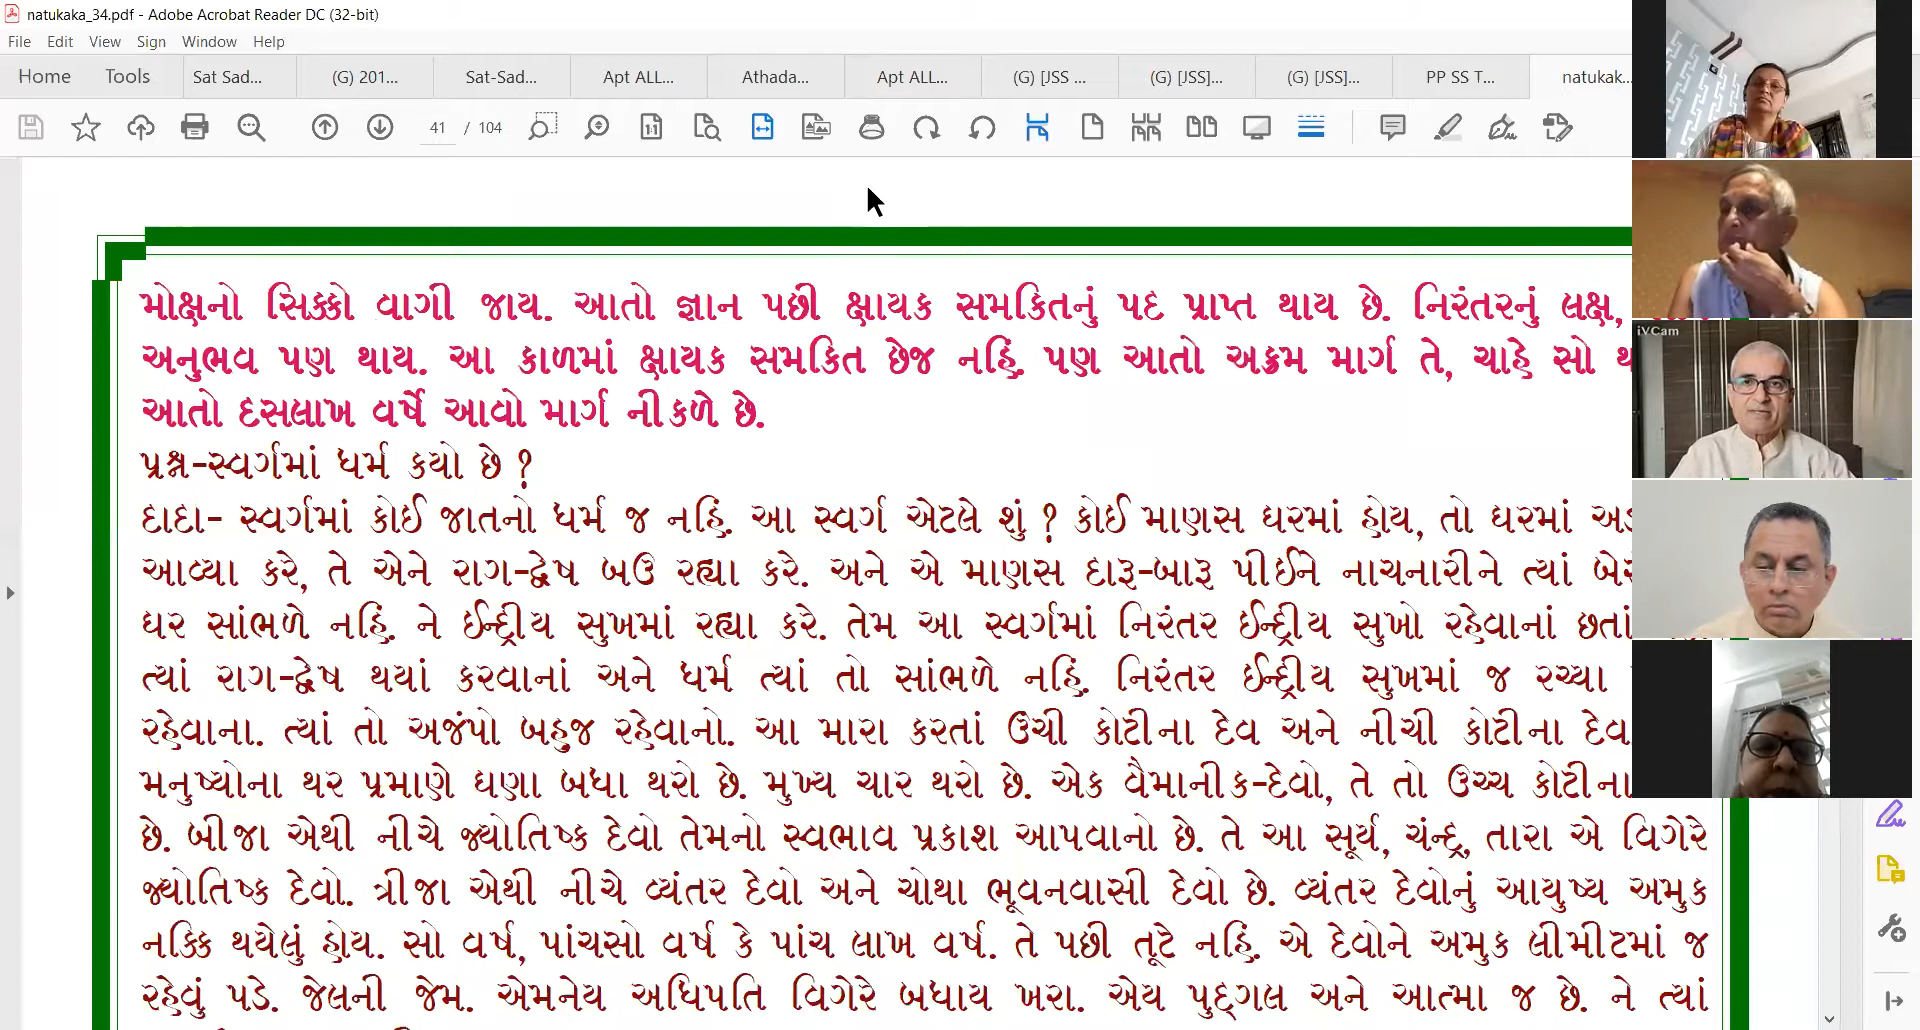 natukaka_34.pdf - Adobe Acrobat Reader DC (32-bit)
File Edit View Sign Window Help
Home Tools Sat Sad... (G) 201... Sat-Sad... Apt ALL... Athada... Apt ALL... (G) [JSS ... (G) [JSS]... (G) [JSS]... PP SS T... natukak...
41 / 104
iVCam
મોક્ષનો સિક્કો વાગી જાય. આતો જ્ઞાન પછી ક્ષાયક સમકિતનું પદ પ્રાપ્ત થાય છે. નિરંતરનું લક્ષ,
અનુભવ પણ થાય. આ કાળમાં ક્ષાયક સમકિત છેજ નહિં. પણ આતો અક્રમ માર્ગ તે, ચાહે સો
આતો દસલાખ વર્ષે આવો માર્ગ નીકળે છે.
પ્રશ્ન-સ્વર્ગમાં ધર્મ કયો છે ?
દાદા- સ્વર્ગમાં કોઈ જાતનો ધર્મ જ નહિં. આ સ્વર્ગ એટલે શું ? કોઈ માણસ ઘરમાં હોય, તો ઘરમાં
આવ્યા કરે, તે એને રાગ-દ્વેષ બઉ રહ્યા કરે. અને એ માણસ દારૂ-બારૂ પીઈને નાચનારીને ત્યાં
ઘર સાંભળે નહિં. ને ઈન્દ્રીય સુખમાં રહ્યા કરે. તેમ આ સ્વર્ગમાં નિરંતર ઈન્દ્રીય સુખો રહેવાનાં છતાં
ત્યાં રાગ-દ્વેષ થયાં કરવાનાં અને ધર્મ ત્યાં તો સાંભળે નહિં. નિરંતર ઈન્દ્રીય સુખમાં જ રચ્યા
રહેવાના. ત્યાં તો અજંપો બહુજ રહેવાનો. આ મારા કરતાં ઉંચી કોટીના દેવ અને નીચી કોટીના દેવ
મનુષ્યોના થર પ્રમાણે ઘણા બધા થરો છે. મુખ્ય ચાર થરો છે. એક વૈમાનીક-દેવો, તે તો ઉચ્ચ કોટીના
છે. બીજા એથી નીચે જ્યોતિષ્ક દેવો તેમનો સ્વભાવ પ્રકાશ આપવાનો છે. તે આ સૂર્ય, ચંન્દ્ર, તારા એ વિગેરે
જ્યોતિષ્ક દેવો. ત્રીજા એથી નીચે વ્યંતર દેવો અને ચોથા ભૂવનવાસી દેવો છે. વ્યંતર દેવોનું આયુષ્ય અમુક
નક્કિ થયેલું હોય. સો વર્ષ, પાંચસો વર્ષ કે પાંચ લાખ વર્ષ. તે પછી તૂટે નહિં. એ દેવોને અમુક લીમીટમાં જ
રહેવું પડે. જેલની જેમ. એમનેય અધિપતિ વિગેરે બધાય ખરા. એય પુદ્‌ગલ અને આત્મા જ છે. ને ત્યાં